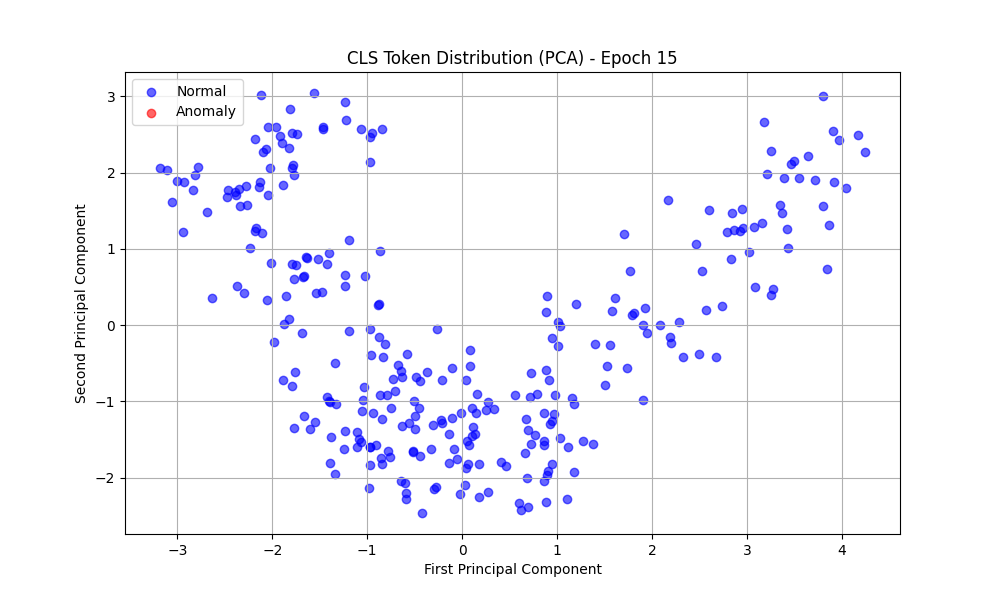 CLS Token Distribution (PCA) - Epoch 15
Normal
Anomaly
Second Principal Component
3
2
1
0
−1
−2
−3
−2
−1
0
1
2
3
4
First Principal Component